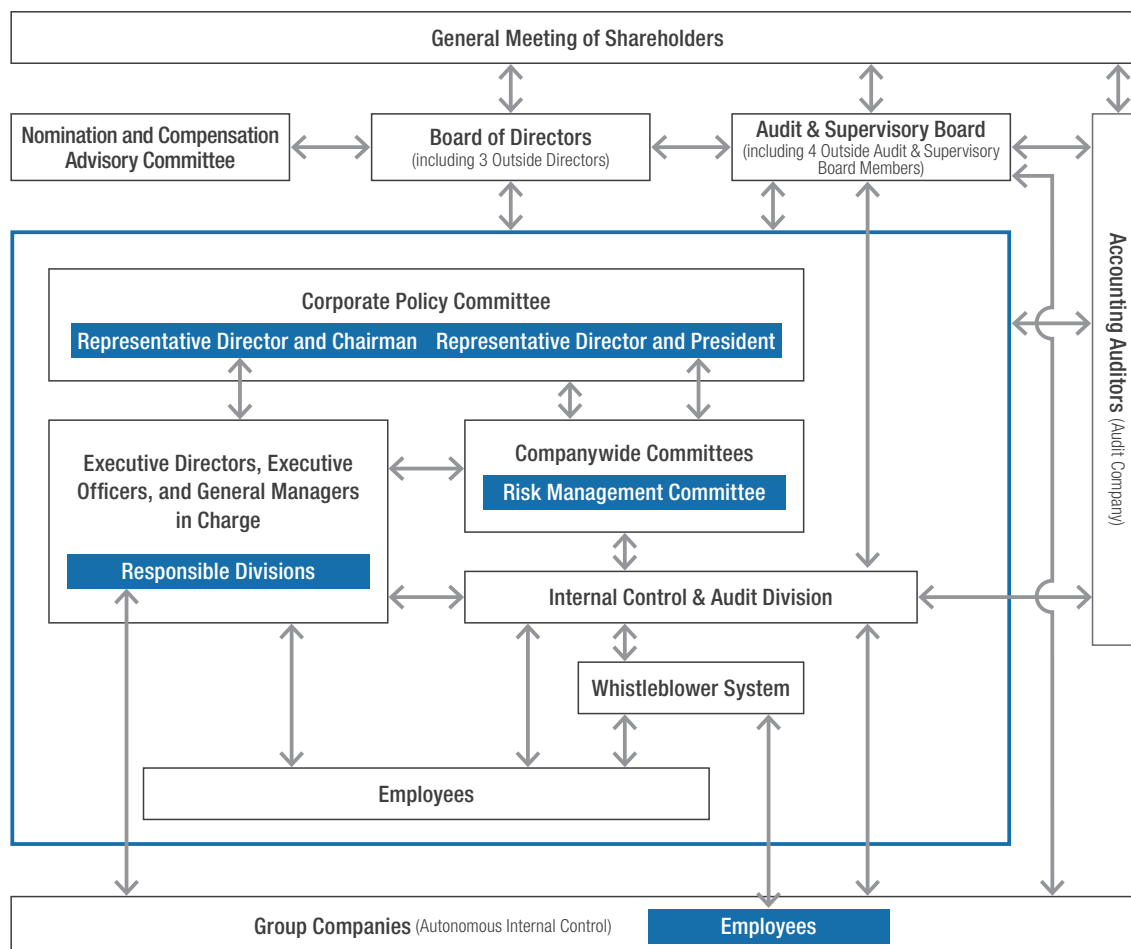 General Meeting of Shareholders
Nomination and Compensation
Advisory Committee
Board of Directors
(including 3 Outside Directors)
Audit & Supervisory Board
(including 4 Outside Audit & Supervisory
Board Members)
Accounting Auditors (Audit Company)
Corporate Policy Committee
Representative Director and Chairman
Representative Director and President
Executive Directors, Executive
Officers, and General Managers
in Charge
Responsible Divisions
Companywide Committees
Risk Management Committee
Internal Control & Audit Division
Whistleblower System
Employees
Group Companies (Autonomous Internal Control)
Employees